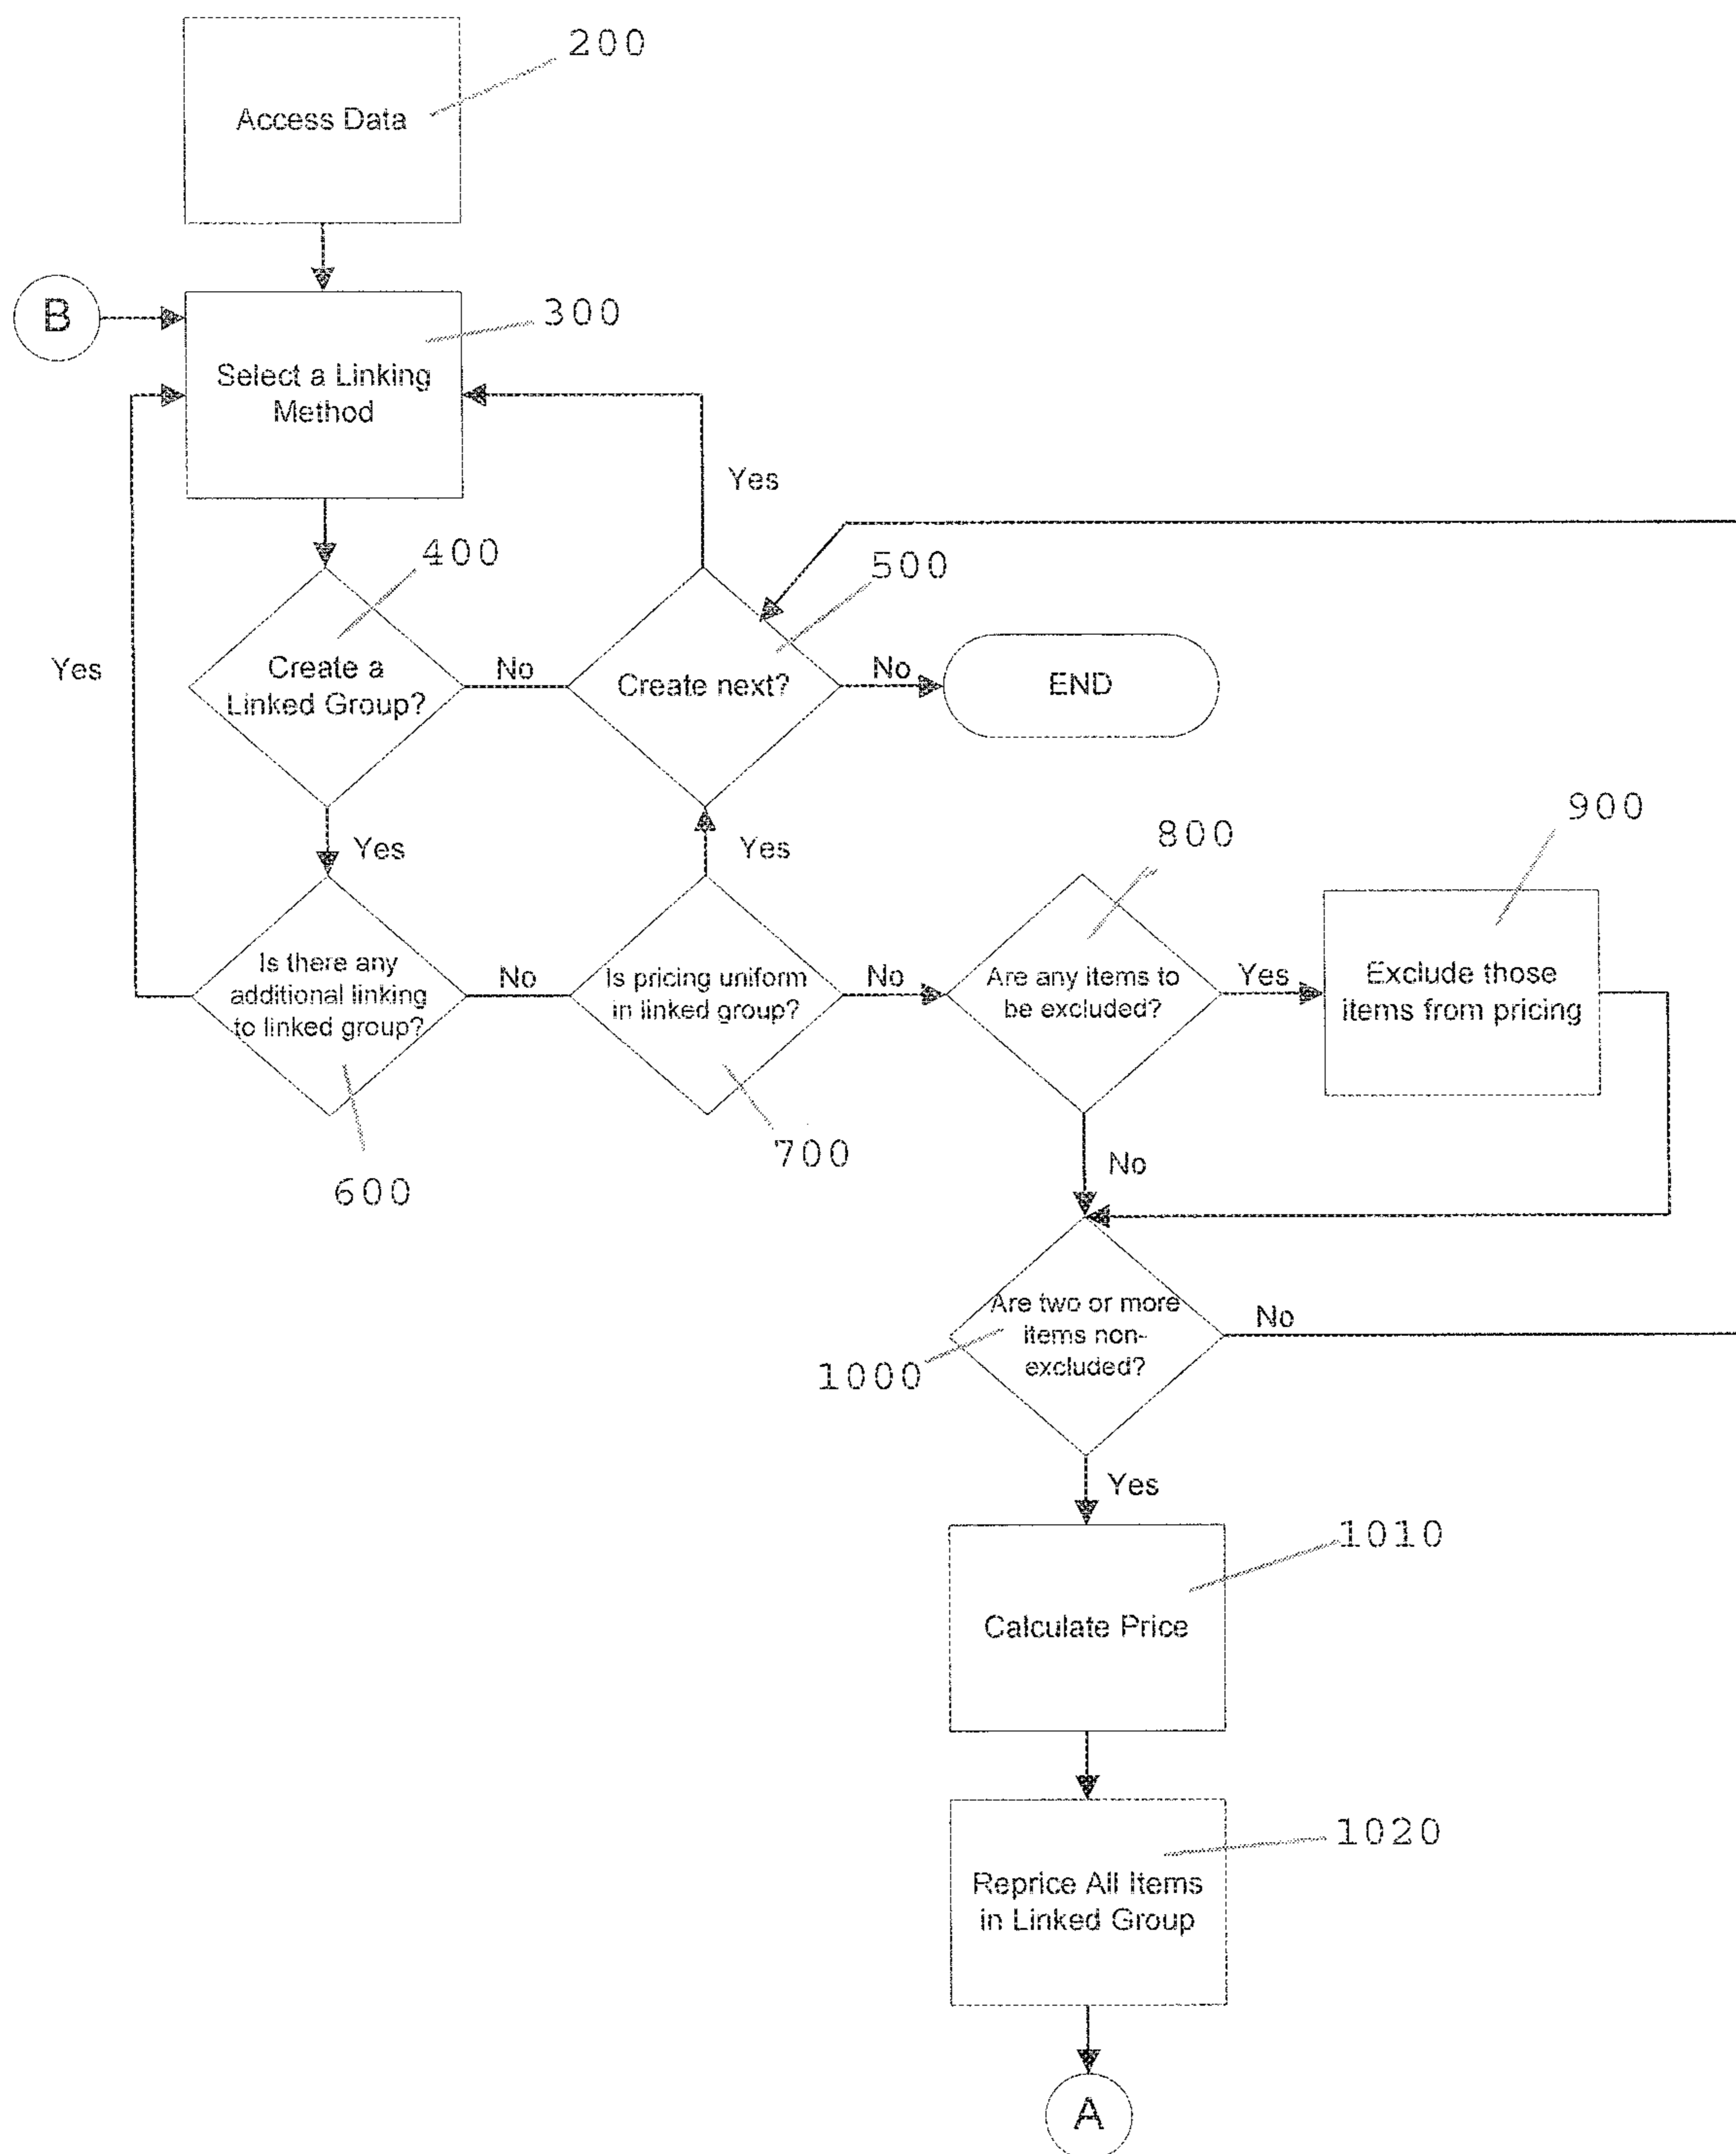 200
Access Data
B
300
Select a Linking
Method
Yes
400
500
Yes
Create a
Linked Group?
No
Create next?
No
END
Yes
Yes
800
900
Is there any
additional linking
to linked group?
No
Is pricing uniform
in linked group?
No
Are any items to
be excluded?
Yes
Exclude those
items from pricing
600
700
No
Are two or more
items non-
excluded?
No
1000
Yes
1010
Calculate Price
1020
Reprice All Items
in Linked Group
A